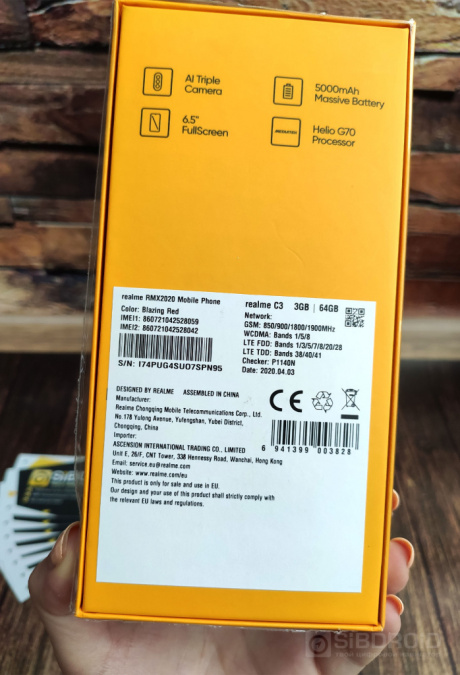 AI Triple
Camera
5000mAh
Massive Battery
6.5"
FullScreen
MEDIATEK
Helio G70
Processor
realme RMX2020 Mobile Phone
Color: Blazing Red
IMEI1: 860721042528059
IMEI2: 860721042528042
S/N: I74PUG4SUO7SPN95
realme C3 3GB | 64GB
Network:
GSM: 850/900/1800/1900MHz
WCDMA: Bands 1/5/8
LTE FDD: Bands 1/3/5/7/8/20/28
LTE TDD: Bands 38/40/41
Checker: P1140N
Date: 2020.04.03
DESIGNED BY REALME ASSEMBLED IN CHINA
Manufacturer:
Realme Chongqing Mobile Telecommunications Corp., Ltd.
No.178 Yulong Avenue, Yufengshan, Yubei District,
Chongqing, China
Importer:
ASCENSION INTERNATIONAL TRADING CO., LIMITED
Unit E, 26/F, CNT Tower, 338 Hennessy Road, Wanchai, Hong Kong
Email: service.eu@realme.com
Website: www.realme.com/eu
This product is only for sale and use in EU.
Our design and your use of this product shall strictly comply with
the relevant EU laws and regulations.
CE
6 941399 003828
SIBDROID